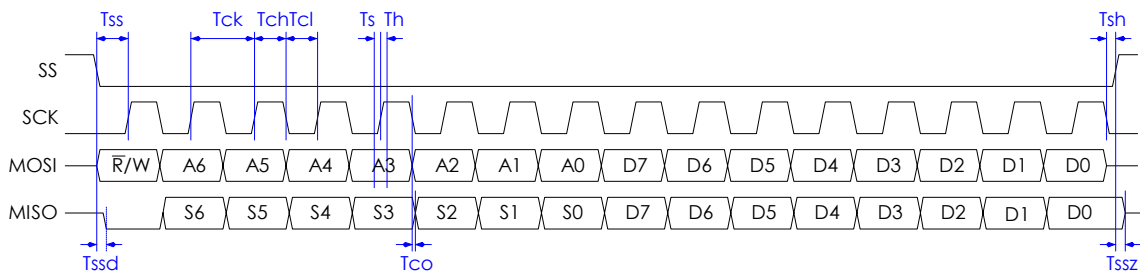 Tss Tck Tch Tcl Ts Th Tsh
SS
SCK
MOSI R̅/W A6 A5 A4 A3 A2 A1 A0 D7 D6 D5 D4 D3 D2 D1 D0
MISO S6 S5 S4 S3 S2 S1 S0 D7 D6 D5 D4 D3 D2 D1 D0
Tssd Tco Tssz